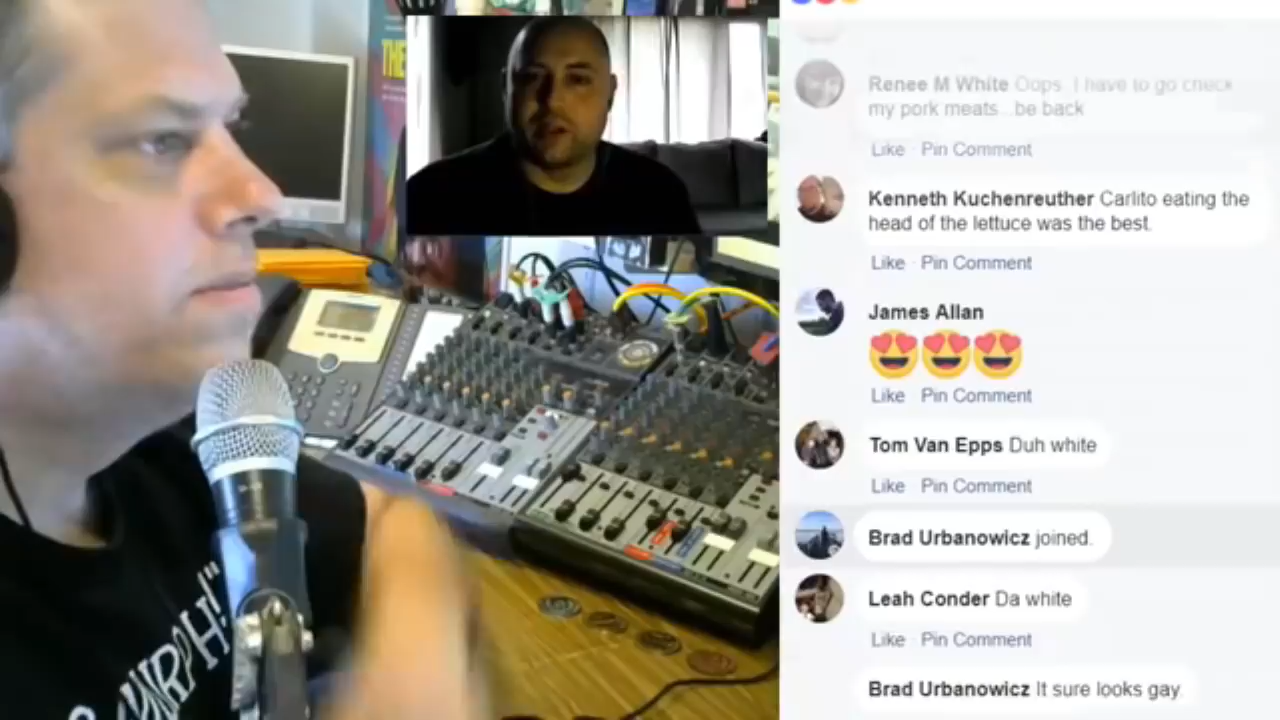 THE
Renee M White Oops. I have to go check
my pork meats...be back
Like · Pin Comment
Kenneth Kuchenreuther Carlito eating the
head of the lettuce was the best.
Like · Pin Comment
James Allan
Like · Pin Comment
Tom Van Epps Duh white
Like · Pin Comment
Brad Urbanowicz joined.
Leah Conder Da white
Like · Pin Comment
Brad Urbanowicz It sure looks gay.